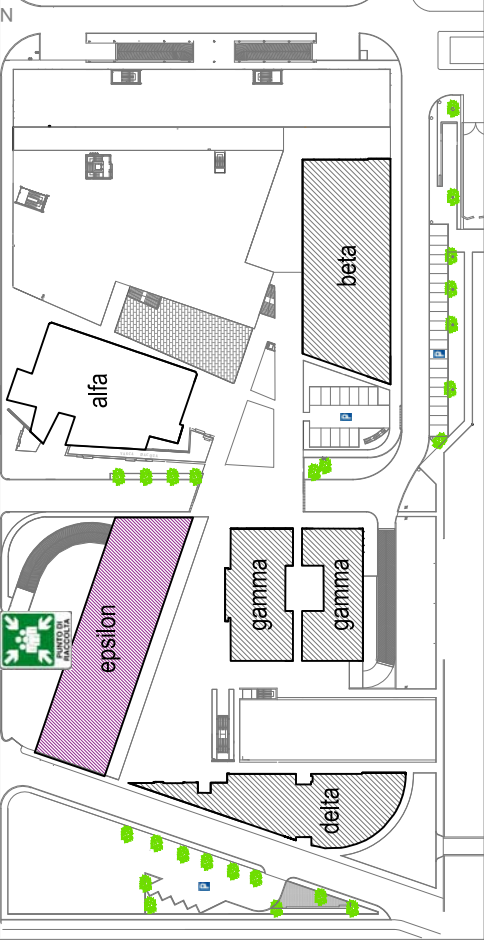 N
beta
alfa
P
P
gamma
gamma
epsilon
PUNTO DI
RACCOLTA
delta
P